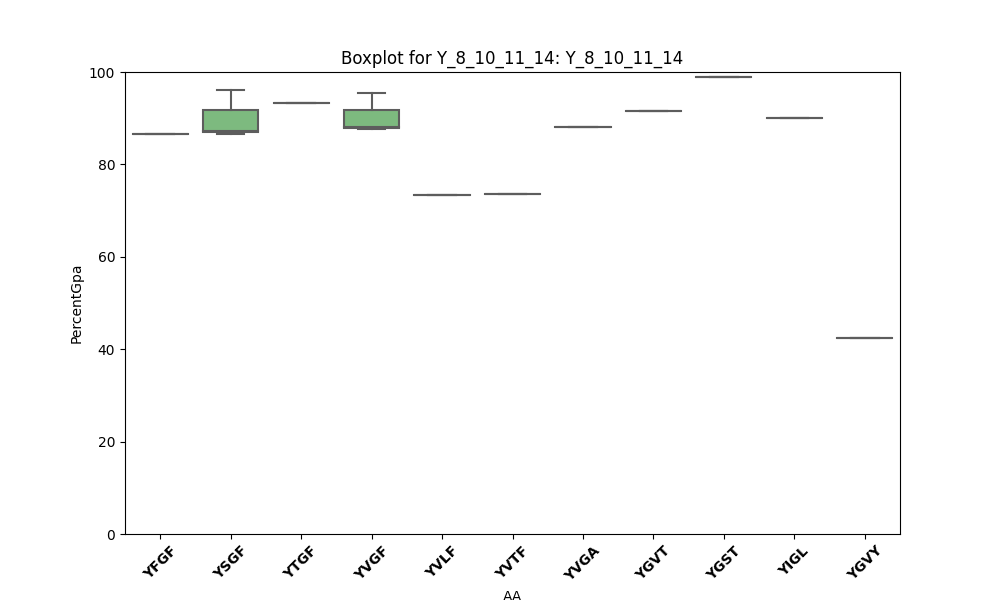 Boxplot for Y_8_10_11_14: Y_8_10_11_14
100
80
60
40
20
0
PercentGpa
YFGF YSGF YTGF YVGF YVLF YVTF YVGA YGVT YGST YIGL YGVY
AA